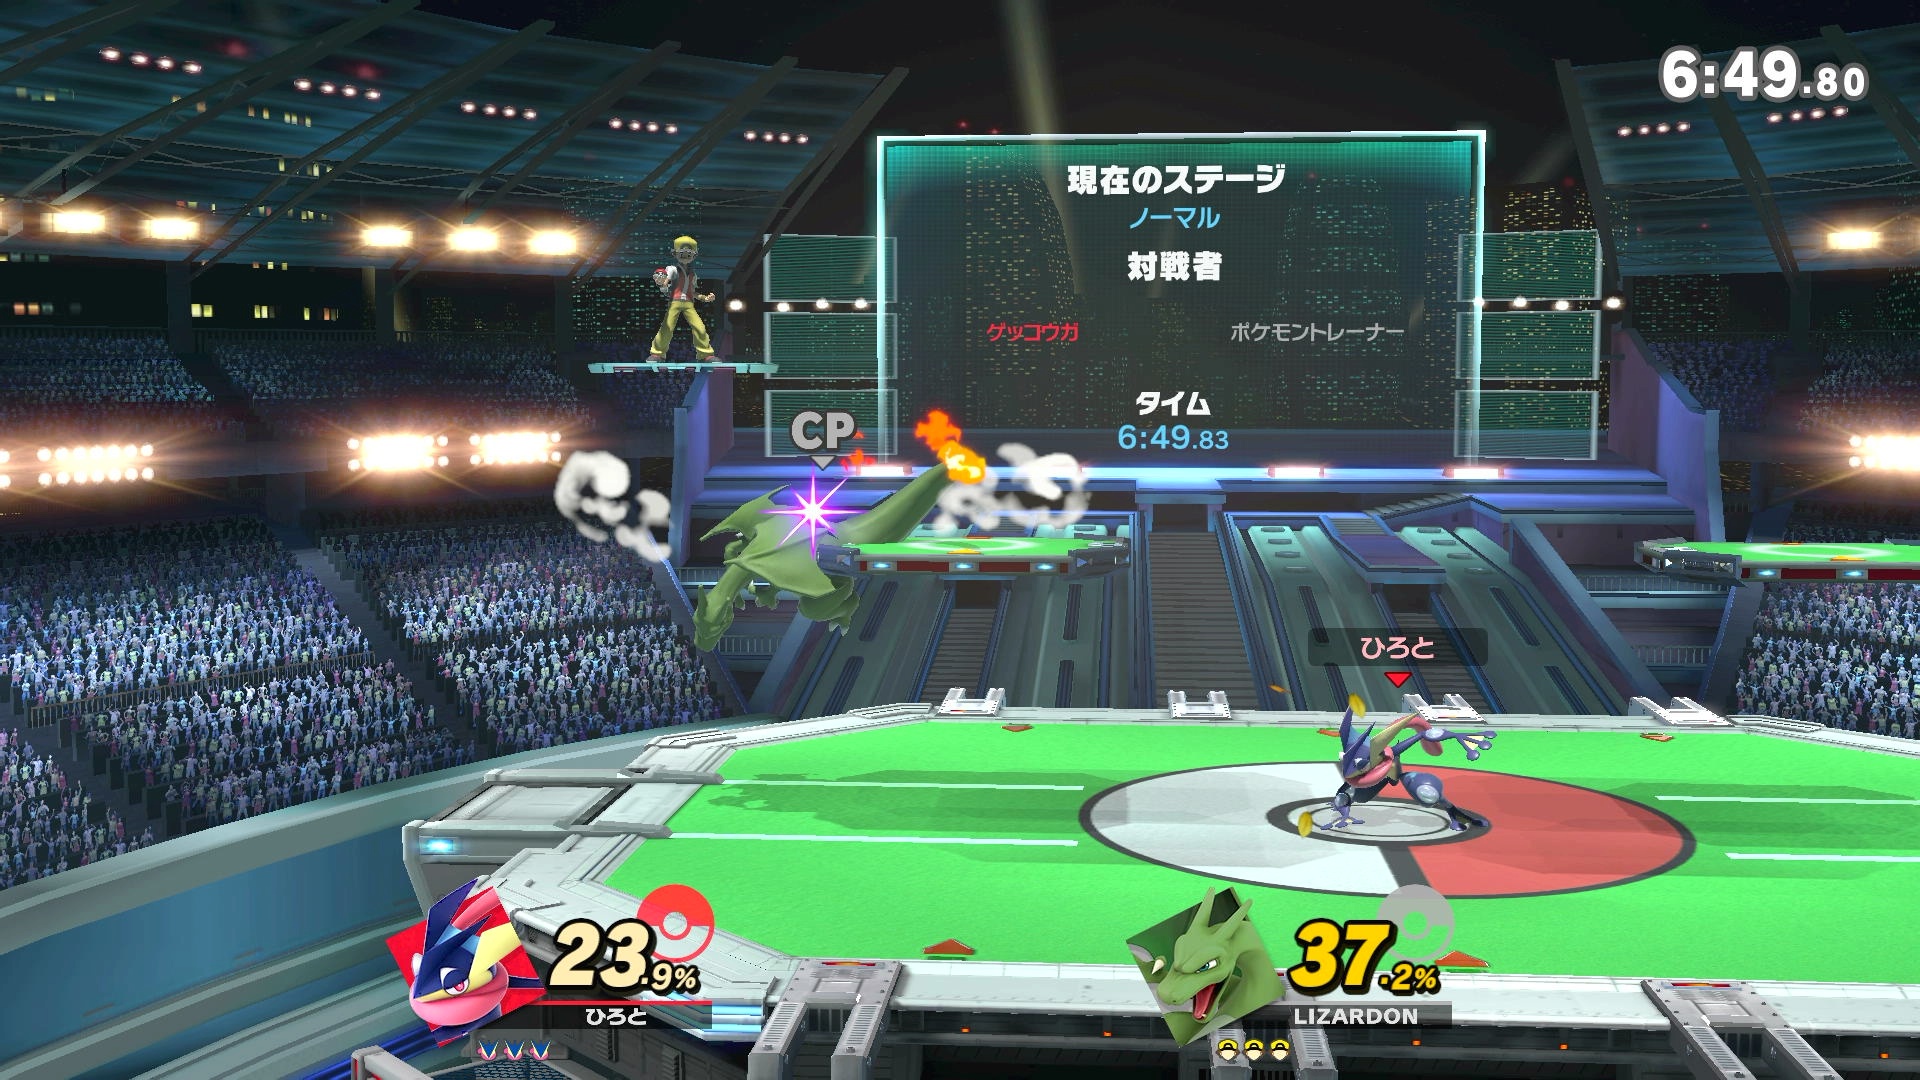 6:49.80
現在のステージ
ノーマル
対戦者
ゲッコウガ
ポケモントレーナー
タイム
6:49.83
CP
ひろと
23.9%
ひろと
37.2%
LIZARDON